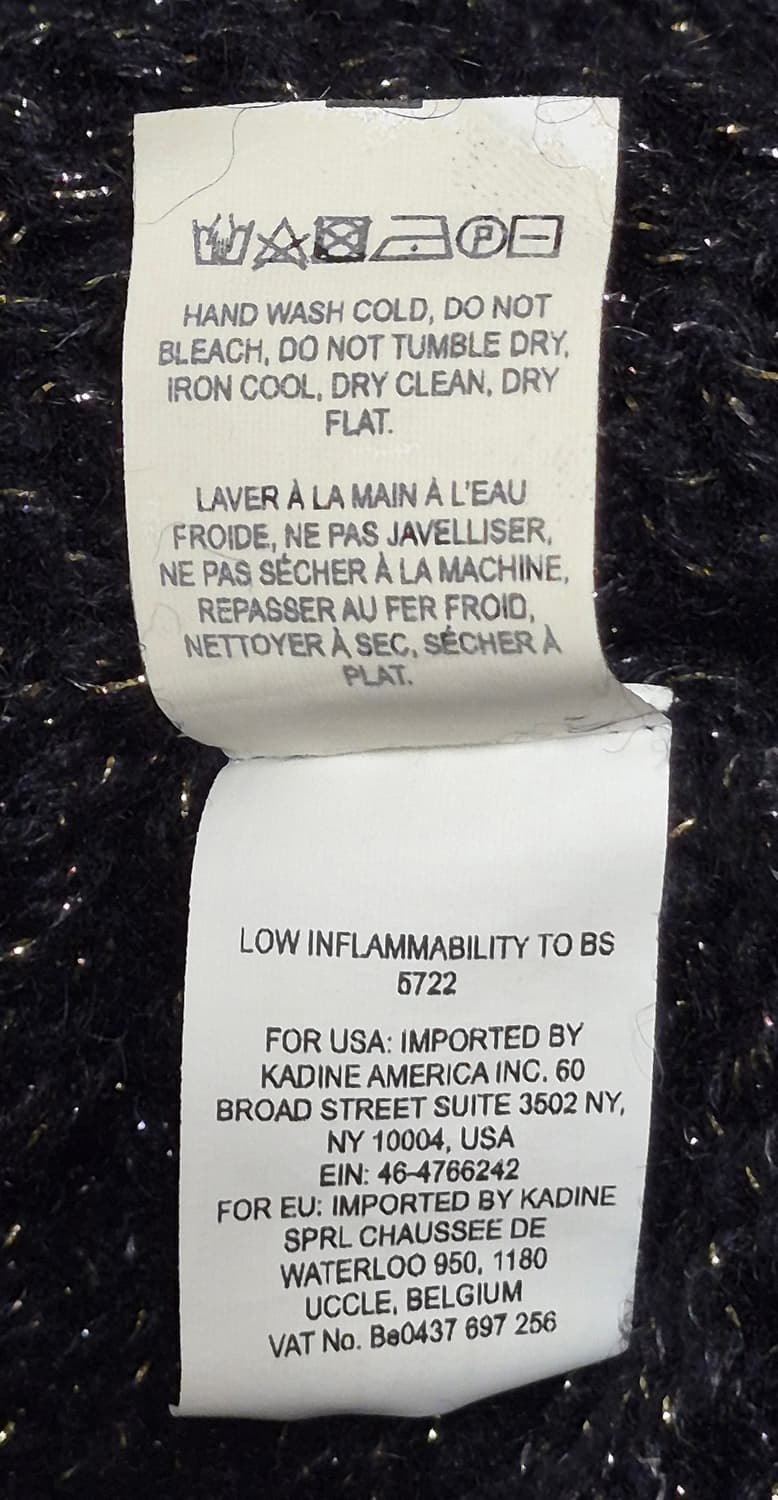 P
HAND WASH COLD, DO NOT
BLEACH, DO NOT TUMBLE DRY,
IRON COOL, DRY CLEAN, DRY
FLAT.
LAVER À LA MAIN À L'EAU
FROIDE, NE PAS JAVELLISER,
NE PAS SÉCHER À LA MACHINE,
REPASSER AU FER FROID,
NETTOYER À SEC, SÉCHER À
PLAT.
LOW INFLAMMABILITY TO BS
5722
FOR USA: IMPORTED BY
KADINE AMERICA INC. 60
BROAD STREET SUITE 3502 NY,
NY 10004, USA
EIN: 46-4766242
FOR EU: IMPORTED BY KADINE
SPRL CHAUSSEE DE
WATERLOO 950, 1180
UCCLE, BELGIUM
VAT No. Be0437 697 256